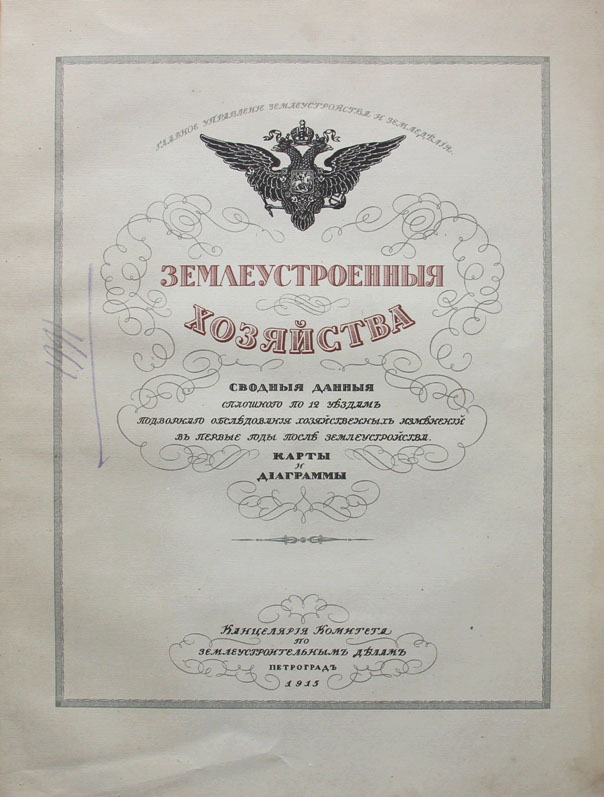 ГЛАВНОЕ УПРАВЛЕНІЕ ЗЕМЛЕУСТРОЙСТВА И ЗЕМЛЕДѢЛІЯ.
ЗЕМЛЕУСТРОЕННЫЯ
ХОЗЯЙСТВА
СВОДНЫЯ ДАННЫЯ
СПЛОШНОГО ПО 12 УѢЗДАМЪ
ПОДВОРНАГО ОБСЛѢДОВАНІЯ ХОЗЯЙСТВЕННЫХЪ ИЗМѢНЕНІЙ
ВЪ ПЕРВЫЕ ГОДЫ ПОСЛѢ ЗЕМЛЕУСТРОЙСТВА.
КАРТЫ
И
ДІАГРАММЫ
КАНЦЕЛЯРІЯ КОМИТЕТА
ПО
ЗЕМЛЕУСТРОИТЕЛЬНЫМЪ ДѢЛАМЪ
ПЕТРОГРАДЪ
1915